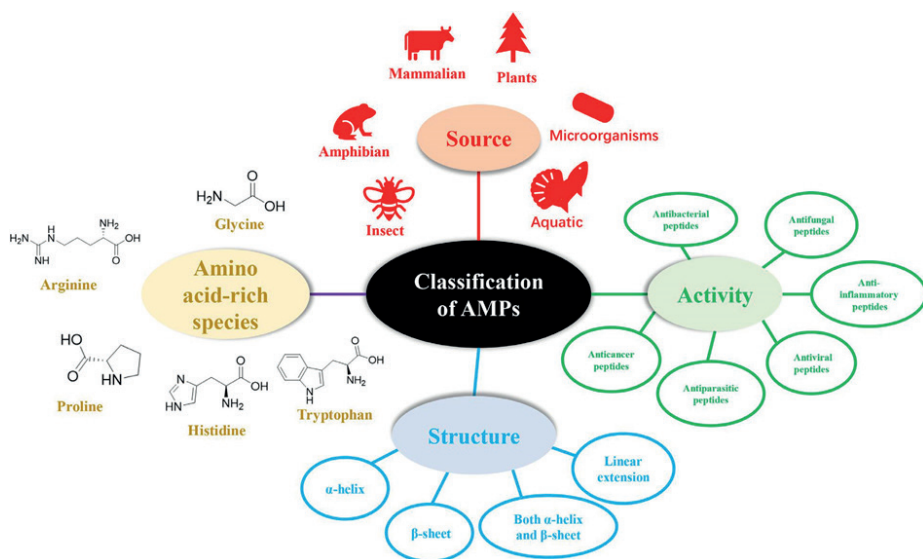 Mammalian
Plants
Amphibian
Source
Microorganisms
Insect
Aquatic
H₂N
O
OH
Glycine
H₂N
NH
H
N
NH₂
O
OH
Arginine
Amino
acid-rich
species
HO
O
HN
Proline
N
HN
O
OH
NH₂
Histidine
O
OH
NH₂
N
H
Tryptophan
Classification
of AMPs
Antibacterial
peptides
Antifungal
peptides
Activity
Anti-
inflammatory
peptides
Anticancer
peptides
Antiviral
peptides
Antiparasitic
peptides
Structure
α-helix
β-sheet
Both α-helix
and β-sheet
Linear
extension